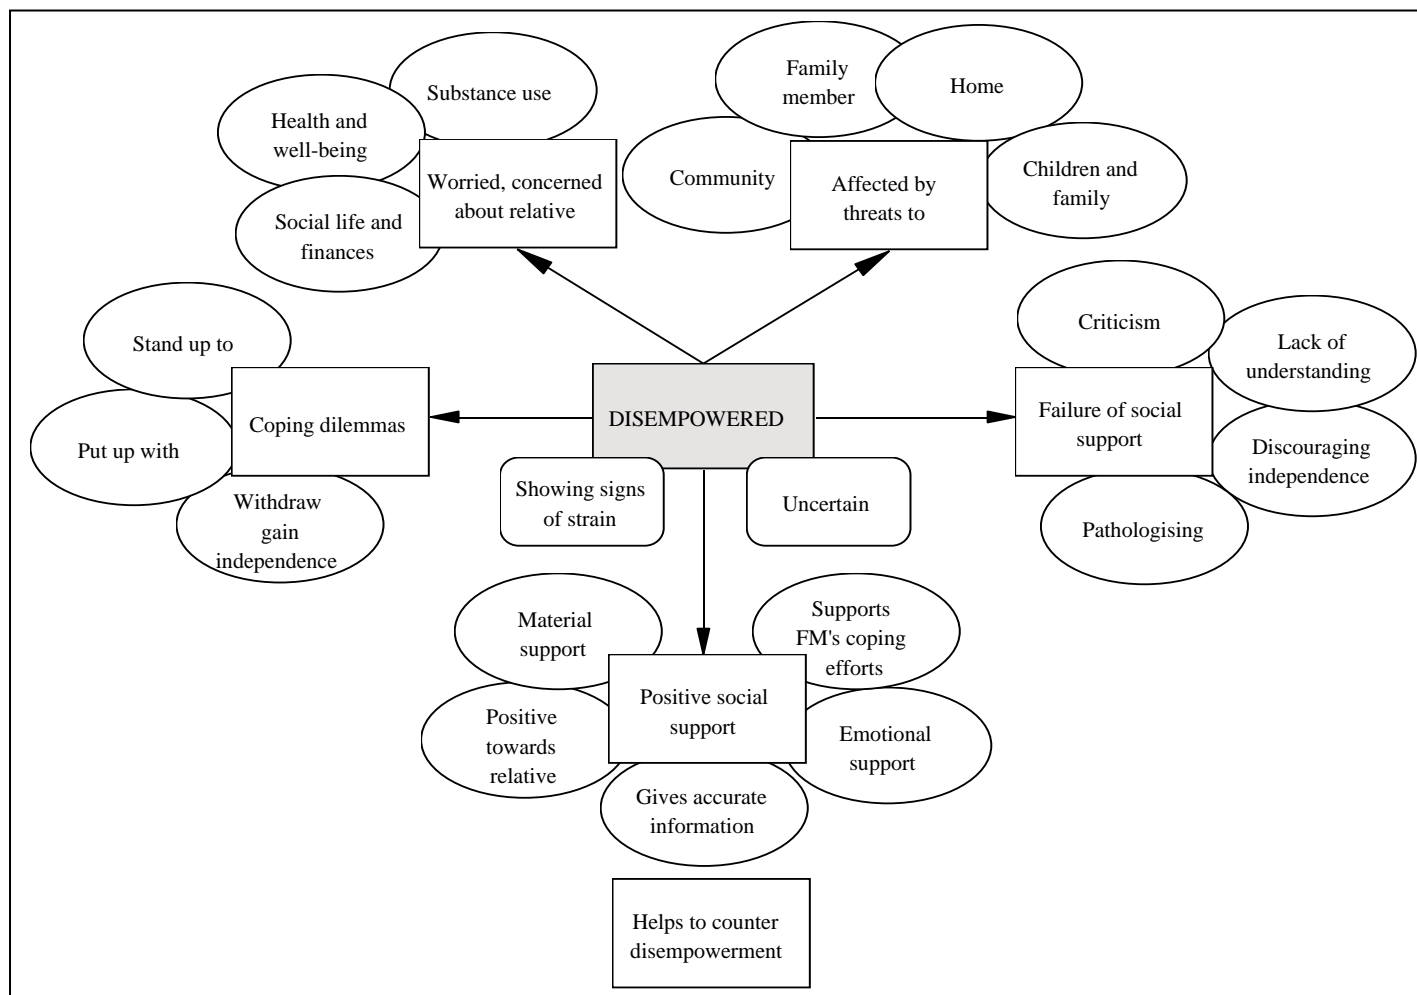 Substance use
Health and
well-being
Worried, concerned
about relative
Social life and
finances
Family
member
Home
Community
Affected by
threats to
Children and
family
Stand up to
Put up with
Coping dilemmas
Withdraw
gain
independence
DISEMPOWERED
Showing signs
of strain
Uncertain
Criticism
Lack of
understanding
Failure of social
support
Discouraging
independence
Pathologising
Material
support
Supports
FM's coping
efforts
Positive social
support
Positive
towards
relative
Emotional
support
Gives accurate
information
Helps to counter
disempowerment